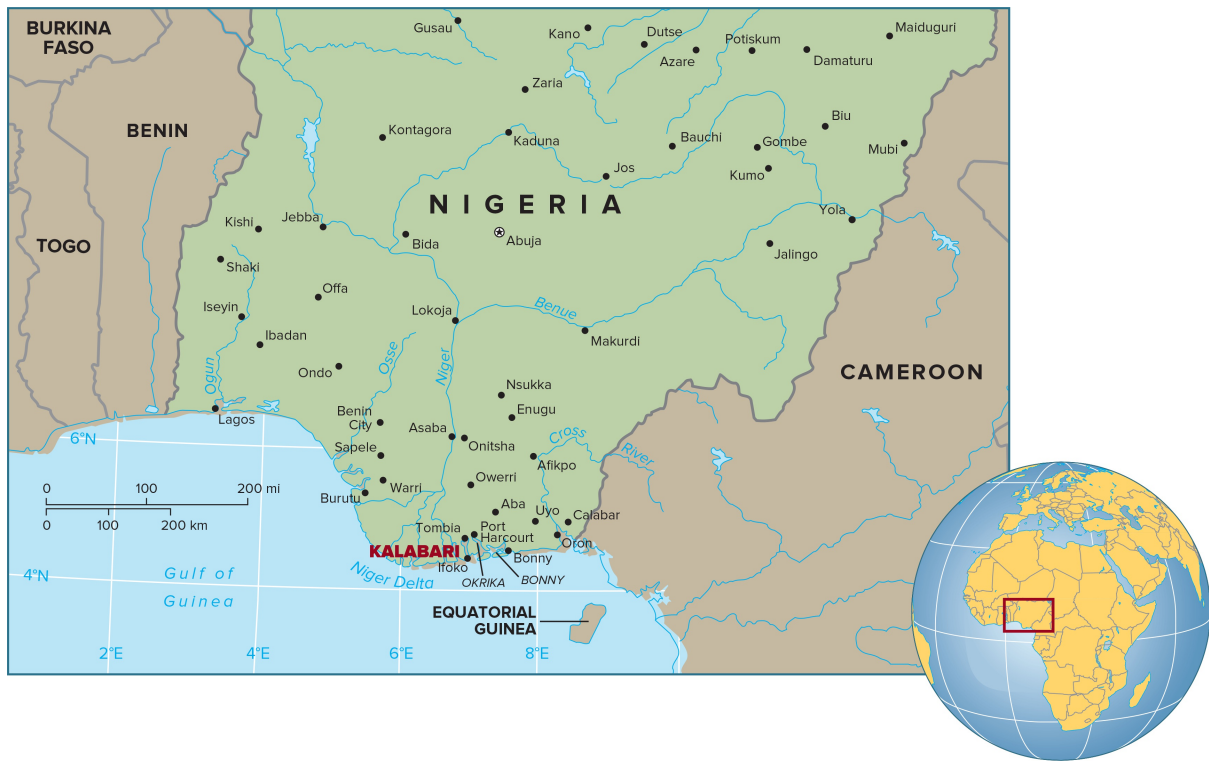 BURKINA
FASO
Gusau
Kano
Dutse
Azare
Potiskum
Maiduguri
Damaturu
Zaria
BENIN
Kontagora
Kaduna
Bauchi
Gombe
Biu
Mubi
Jos
Kumo
NIGERIA
TOGO
Kishi
Jebba
Bida
Abuja
Yola
Jalingo
Shaki
Offa
Iseyin
Lokoja
Benue
Ibadan
Makurdi
Osse
Niger
Ogun
Ondo
CAMEROON
Nsukka
Enugu
Benin
City
Lagos
Asaba
Onitsha
Cross
River
6°N
Sapele
Afikpo
Owerri
Warri
Burutu
0 100 200 mi
0 100 200 km
Aba
Uyo
Calabar
Tombia
Port
Harcourt
Oron
KALABARI
Bonny
Ifoko
OKRIKA
BONNY
Niger Delta
4°N
Gulf of
Guinea
EQUATORIAL
GUINEA
2°E
4°E
6°E
8°E